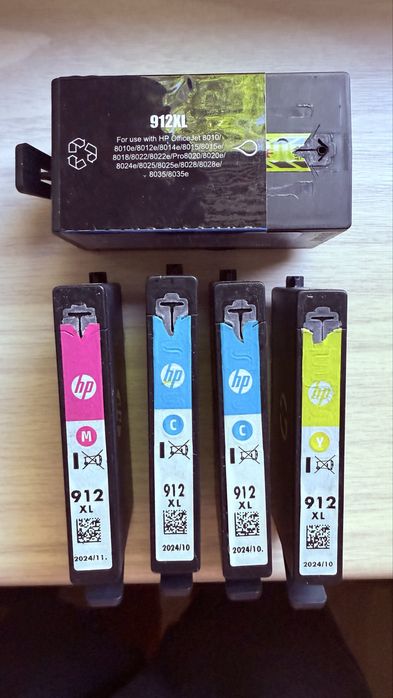 912XL
For use with HP OfficeJet 8010/
8010e/8012e/8014e/8015/8015e/
8018/8022/8022e/Pro8020/8020e/
8024e/8025/8025e/8028/8028e/
8035/8035e
hp
M
912
XL
2024/11.
hp
C
912
XL
2024/10/
hp
C
912
XL
2024/10.
hp
Y
912
XL
2024/10